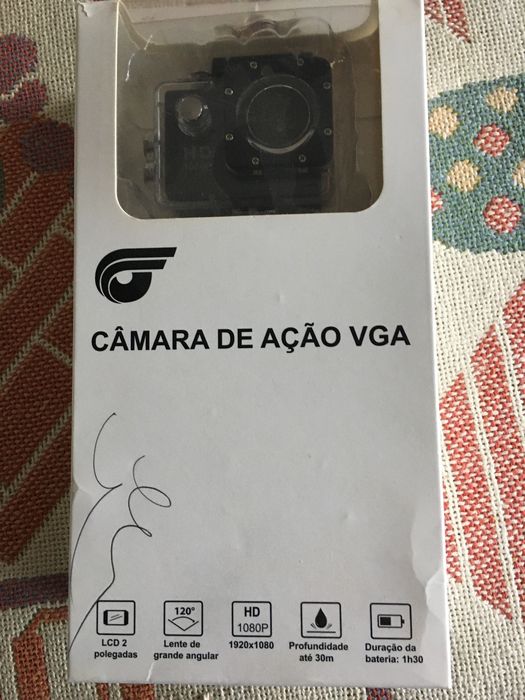 HD
CÂMARA DE AÇÃO VGA
120°
HD
1080P
LCD 2
polegadas
Lente de
grande angular
1920x1080
Profundidade
até 30m
Duração da
bateria: 1h30